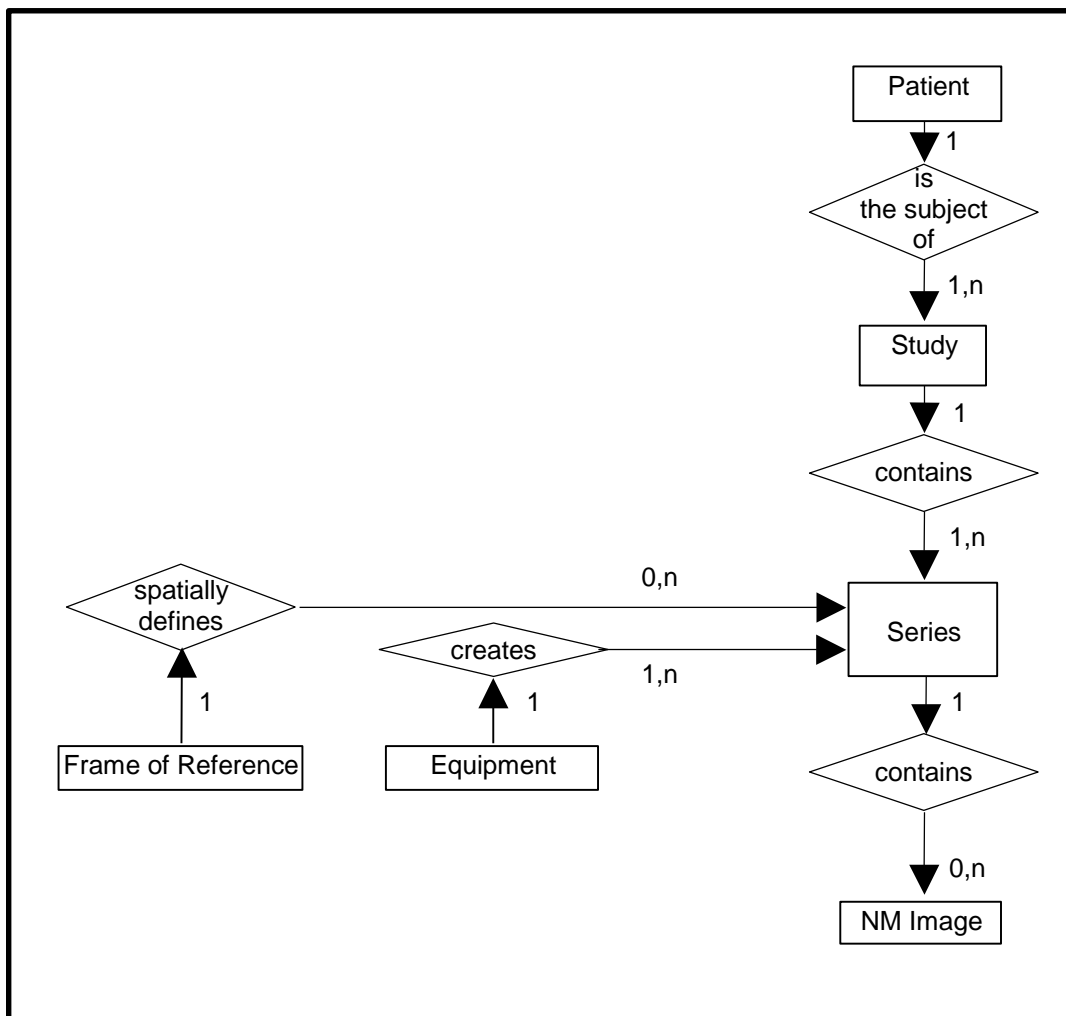 Patient
1
is
the subject
of
1,n
Study
1
contains
1,n
spatially
defines
0,n
Series
creates
1,n
1
1
1
Frame of Reference
Equipment
contains
0,n
NM Image